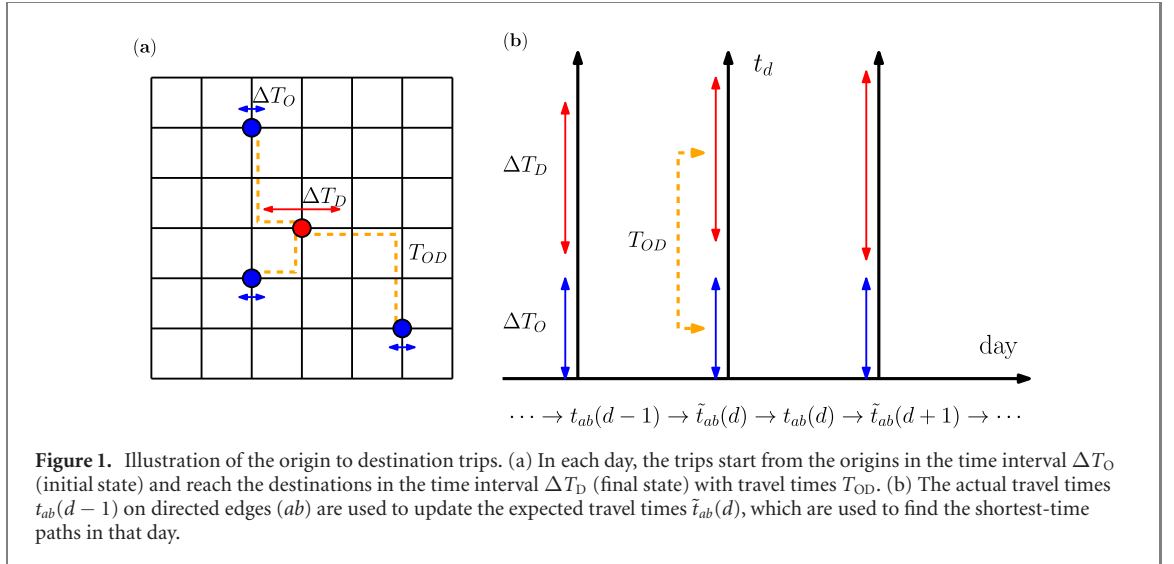 (a)
ΔT_O
ΔT_D
T_OD
(b)
t_d
ΔT_D
T_OD
ΔT_O
day
⋯ → t_ab(d − 1) → t̃_ab(d) → t_ab(d) → t̃_ab(d + 1) → ⋯
Figure 1. Illustration of the origin to destination trips. (a) In each day, the trips start from the origins in the time interval ΔT_O
(initial state) and reach the destinations in the time interval ΔT_D (final state) with travel times T_OD. (b) The actual travel times
t_ab(d − 1) on directed edges (ab) are used to update the expected travel times t̃_ab(d), which are used to find the shortest-time
paths in that day.